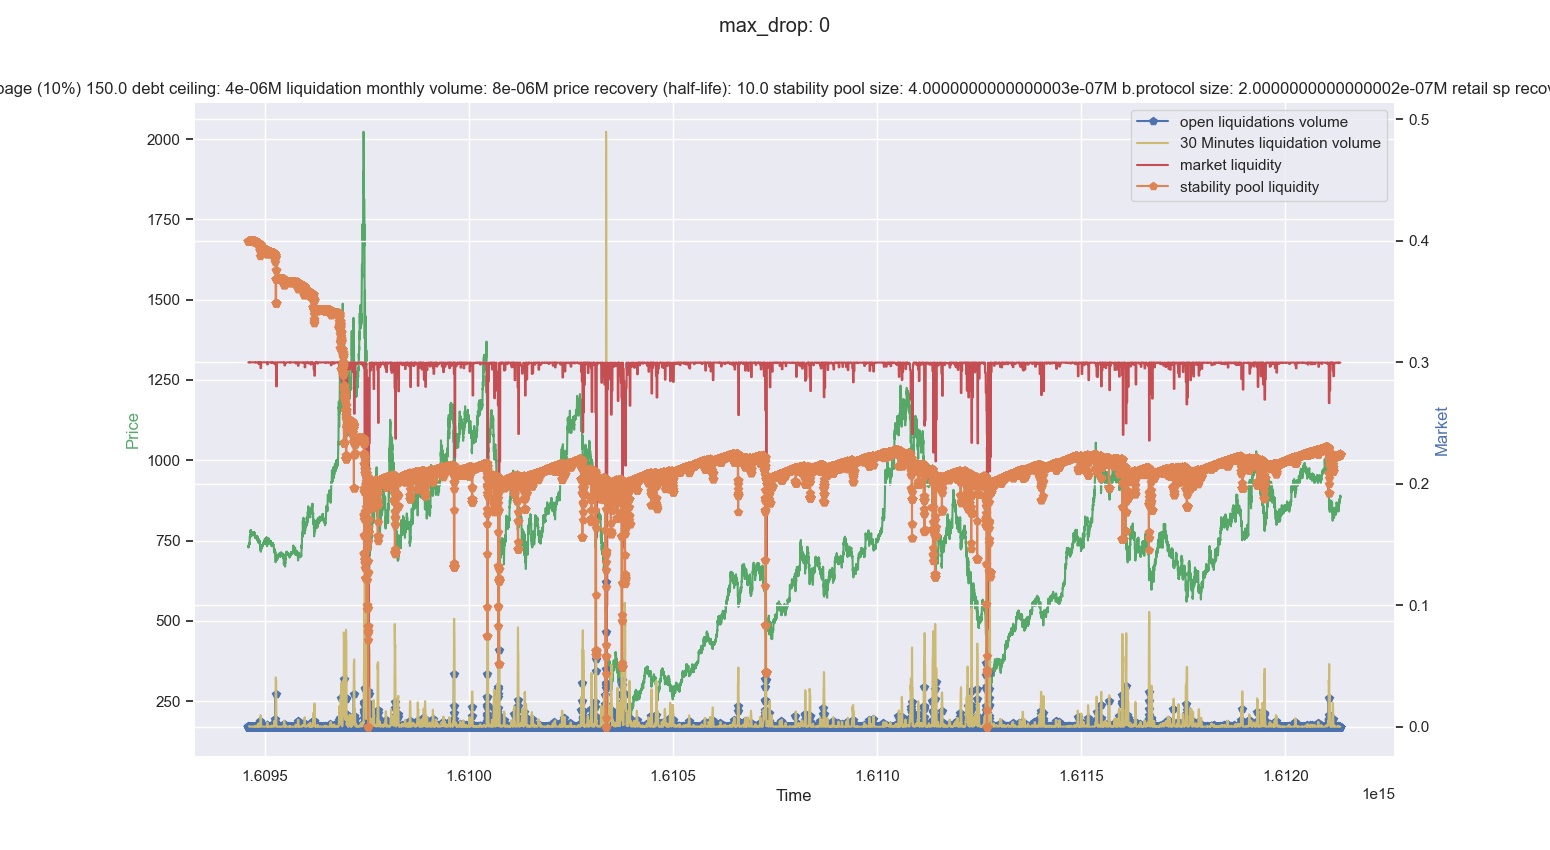 max_drop: 0
page (10%) 150.0 debt ceiling: 4e-06M liquidation monthly volume: 8e-06M price recovery (half-life): 10.0 stability pool size: 4.0000000000000003e-07M b.protocol size: 2.0000000000000002e-07M retail sp recov
open liquidations volume
30 Minutes liquidation volume
market liquidity
stability pool liquidity
2000
1750
1500
1250
1000
750
500
250
Price
0.5
0.4
0.3
0.2
0.1
0.0
Market
1.6095 1.6100 1.6105 1.6110 1.6115 1.6120
Time
1e15